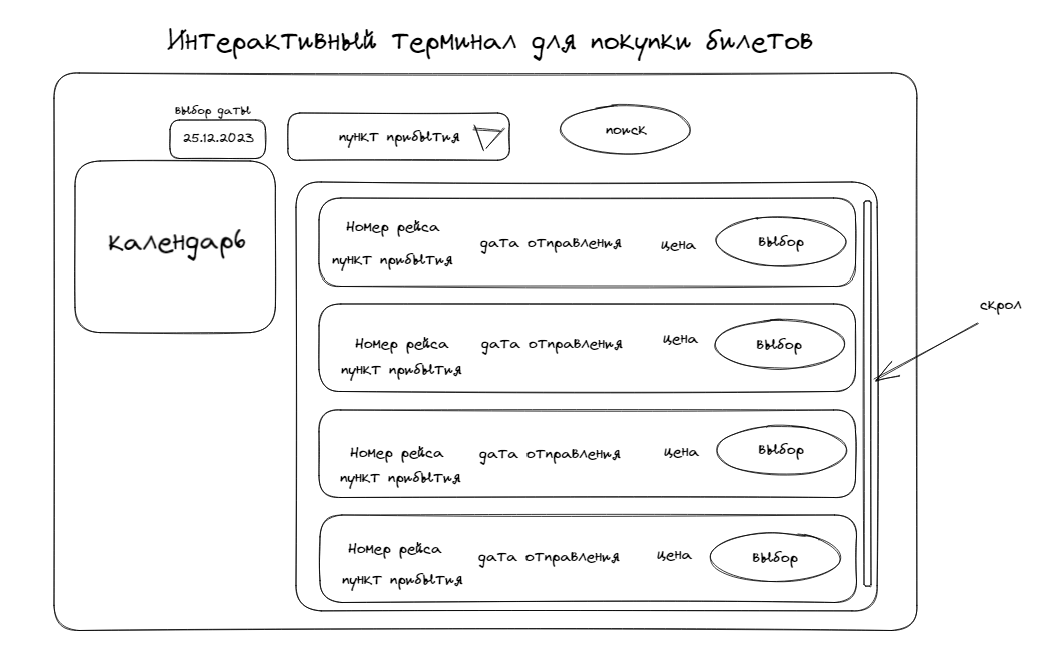 Интерактивный терминал для покупки билетов
выбор даты
25.12.2023
пункт прибытия
поиск
календарь
Номер рейса
пункт прибытия
дата отправления
цена
выбор
скрол
Номер рейса
пункт прибытия
дата отправления
цена
выбор
Номер рейса
пункт прибытия
дата отправления
цена
выбор
Номер рейса
пункт прибытия
дата отправления
цена
выбор